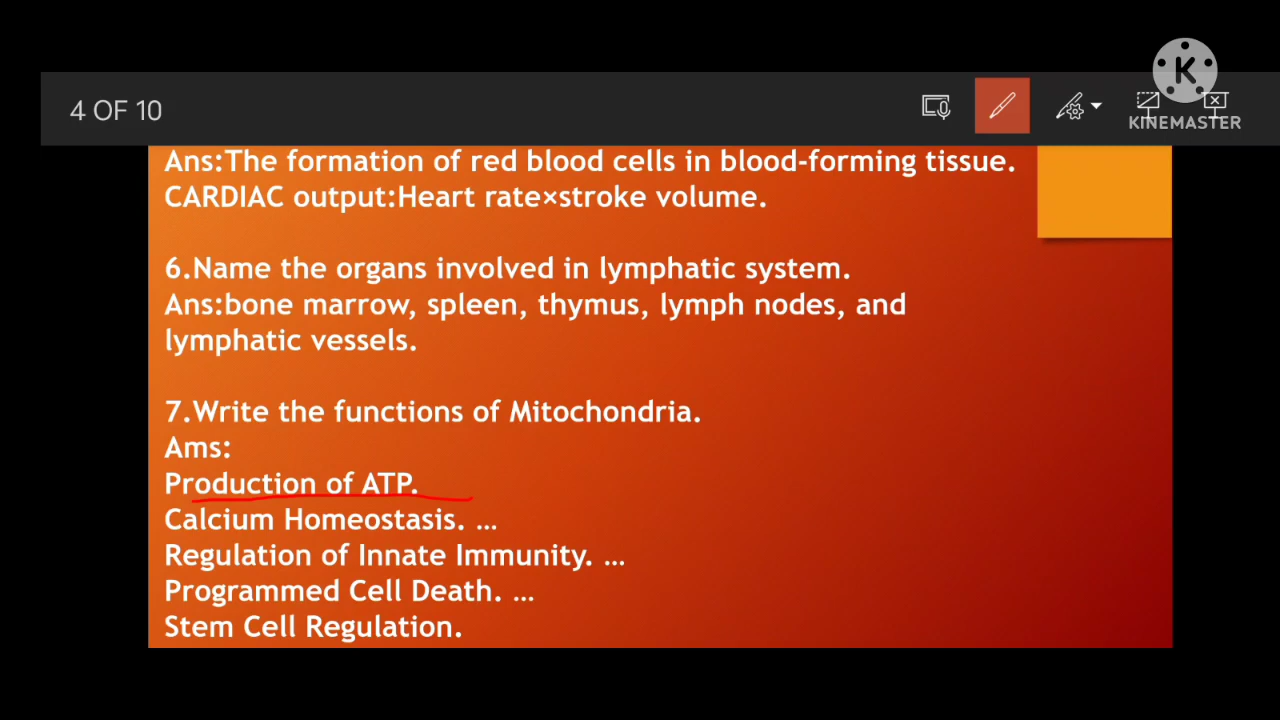 4 OF 10
KINEMASTER
Ans:The formation of red blood cells in blood-forming tissue.
CARDIAC output:Heart rate×stroke volume.
6.Name the organs involved in lymphatic system.
Ans:bone marrow, spleen, thymus, lymph nodes, and
lymphatic vessels.
7.Write the functions of Mitochondria.
Ams:
Production of ATP.
Calcium Homeostasis. ...
Regulation of Innate Immunity. ...
Programmed Cell Death. ...
Stem Cell Regulation.